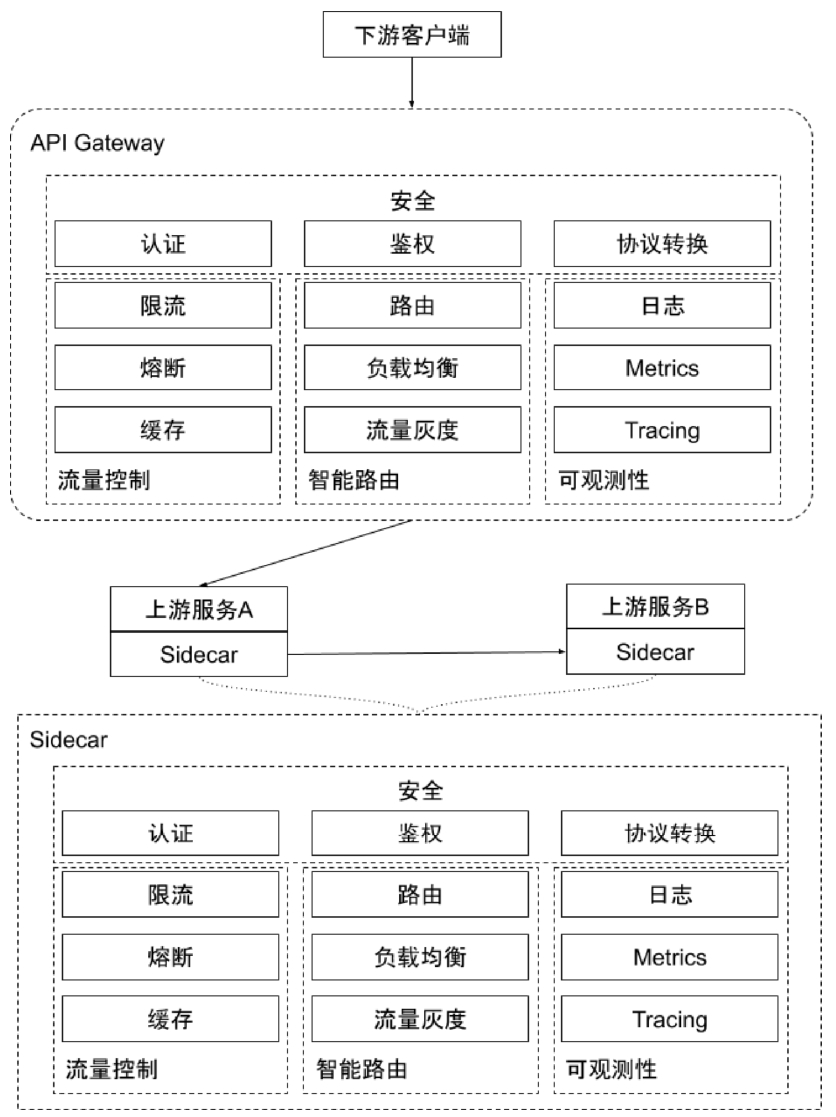 下游客户端
API Gateway
安全
认证 鉴权 协议转换
限流 路由 日志
熔断 负载均衡 Metrics
缓存 流量灰度 Tracing
流量控制 智能路由 可观测性
上游服务A 上游服务B
Sidecar Sidecar
Sidecar
安全
认证 鉴权 协议转换
限流 路由 日志
熔断 负载均衡 Metrics
缓存 流量灰度 Tracing
流量控制 智能路由 可观测性